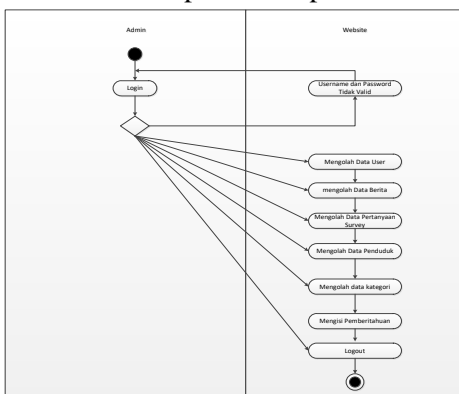 Admin
Website
Login
Username dan Password
Tidak Valid
Mengolah Data User
mengolah Data Berita
Mengolah Data Pertanyaan
Survey
Mengolah Data Penduduk
Mengolah data kategori
Mengisi Pemberitahuan
Logout